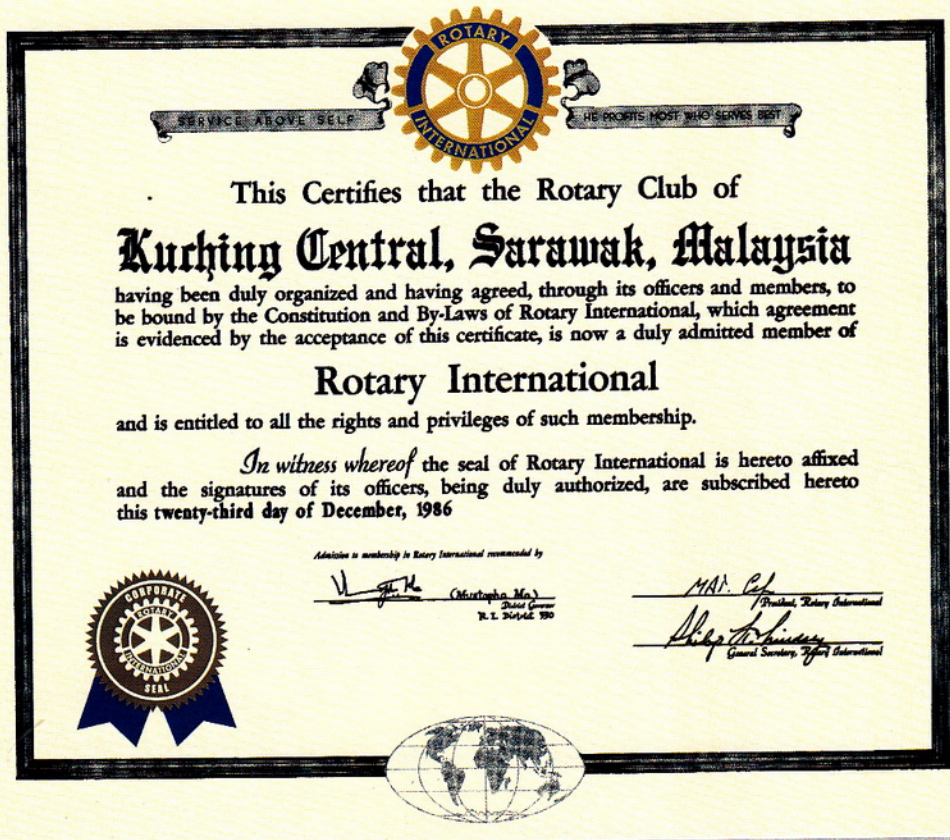 ROTARY
INTERNATIONAL
SERVICE ABOVE SELF
HE PROFITS MOST WHO SERVES BEST
This Certifies that the Rotary Club of
Kuching Central, Sarawak, Malaysia
having been duly organized and having agreed, through its officers and members, to
be bound by the Constitution and By-Laws of Rotary International, which agreement
is evidenced by the acceptance of this certificate, is now a duly admitted member of
Rotary International
and is entitled to all the rights and privileges of such membership.
In witness whereof the seal of Rotary International is hereto affixed
and the signatures of its officers, being duly authorized, are subscribed hereto
this twenty-third day of December, 1986
Admission to membership in Rotary International recommended by
(Mustapha Ma)
District Governor
R. I. District 330
President, Rotary International
General Secretary, Rotary International
CORPORATE
ROTARY
INTERNATIONAL
SEAL